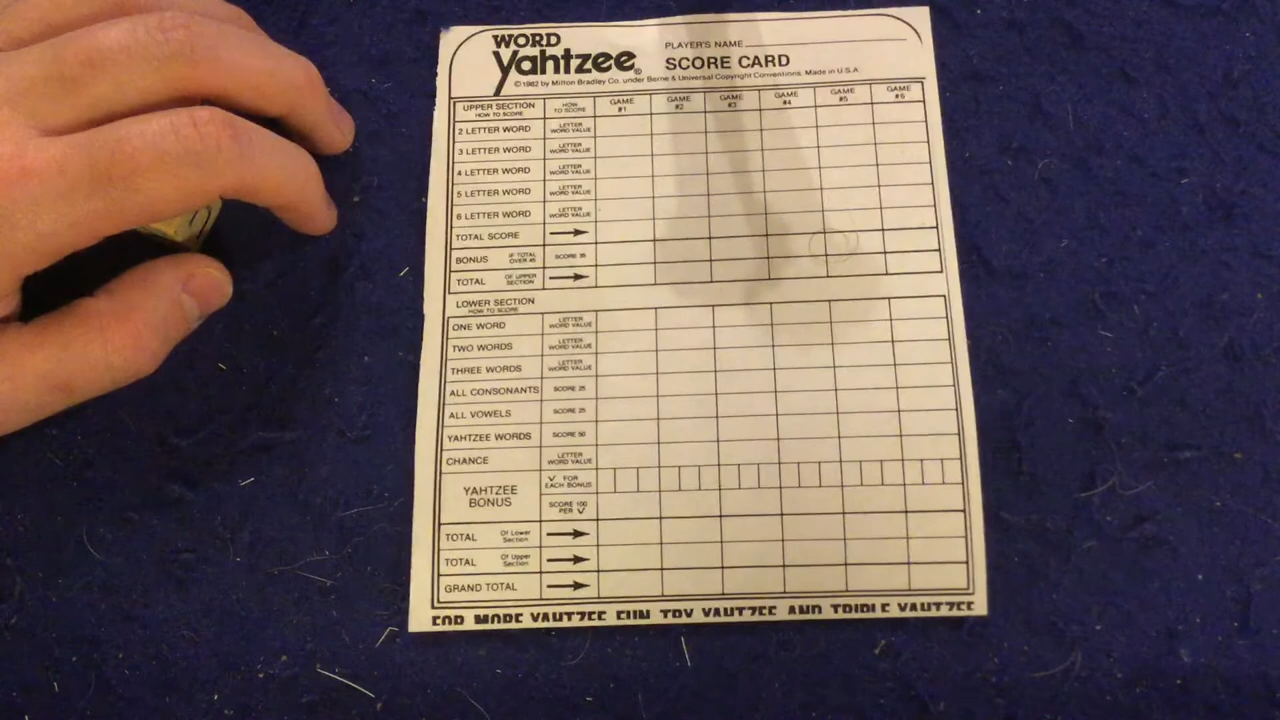 WORD
Yahtzee®
PLAYER'S NAME
SCORE CARD
©1982 by Milton Bradley Co. under Berne & Universal Copyright Conventions. Made in U.S.A.
UPPER SECTION HOW TO SCORE HOW TO SCORE GAME #1 GAME #2 GAME #3 GAME #4 GAME #5 GAME #6
2 LETTER WORD LETTER WORD VALUE
3 LETTER WORD LETTER WORD VALUE
4 LETTER WORD LETTER WORD VALUE
5 LETTER WORD LETTER WORD VALUE
6 LETTER WORD LETTER WORD VALUE
TOTAL SCORE
BONUS IF TOTAL OVER 45 SCORE 35
TOTAL OF UPPER SECTION
LOWER SECTION
HOW TO SCORE
ONE WORD LETTER WORD VALUE
TWO WORDS LETTER WORD VALUE
THREE WORDS LETTER WORD VALUE
ALL CONSONANTS SCORE 25
ALL VOWELS SCORE 25
YAHTZEE WORDS SCORE 50
CHANCE LETTER WORD VALUE
YAHTZEE BONUS √ FOR EACH BONUS
SCORE 100 PER √
TOTAL Of Lower Section
TOTAL Of Upper Section
GRAND TOTAL
FOR MORE YAHTZEE FUN TRY YAHTZEE AND TRIPLE YAHTZEE